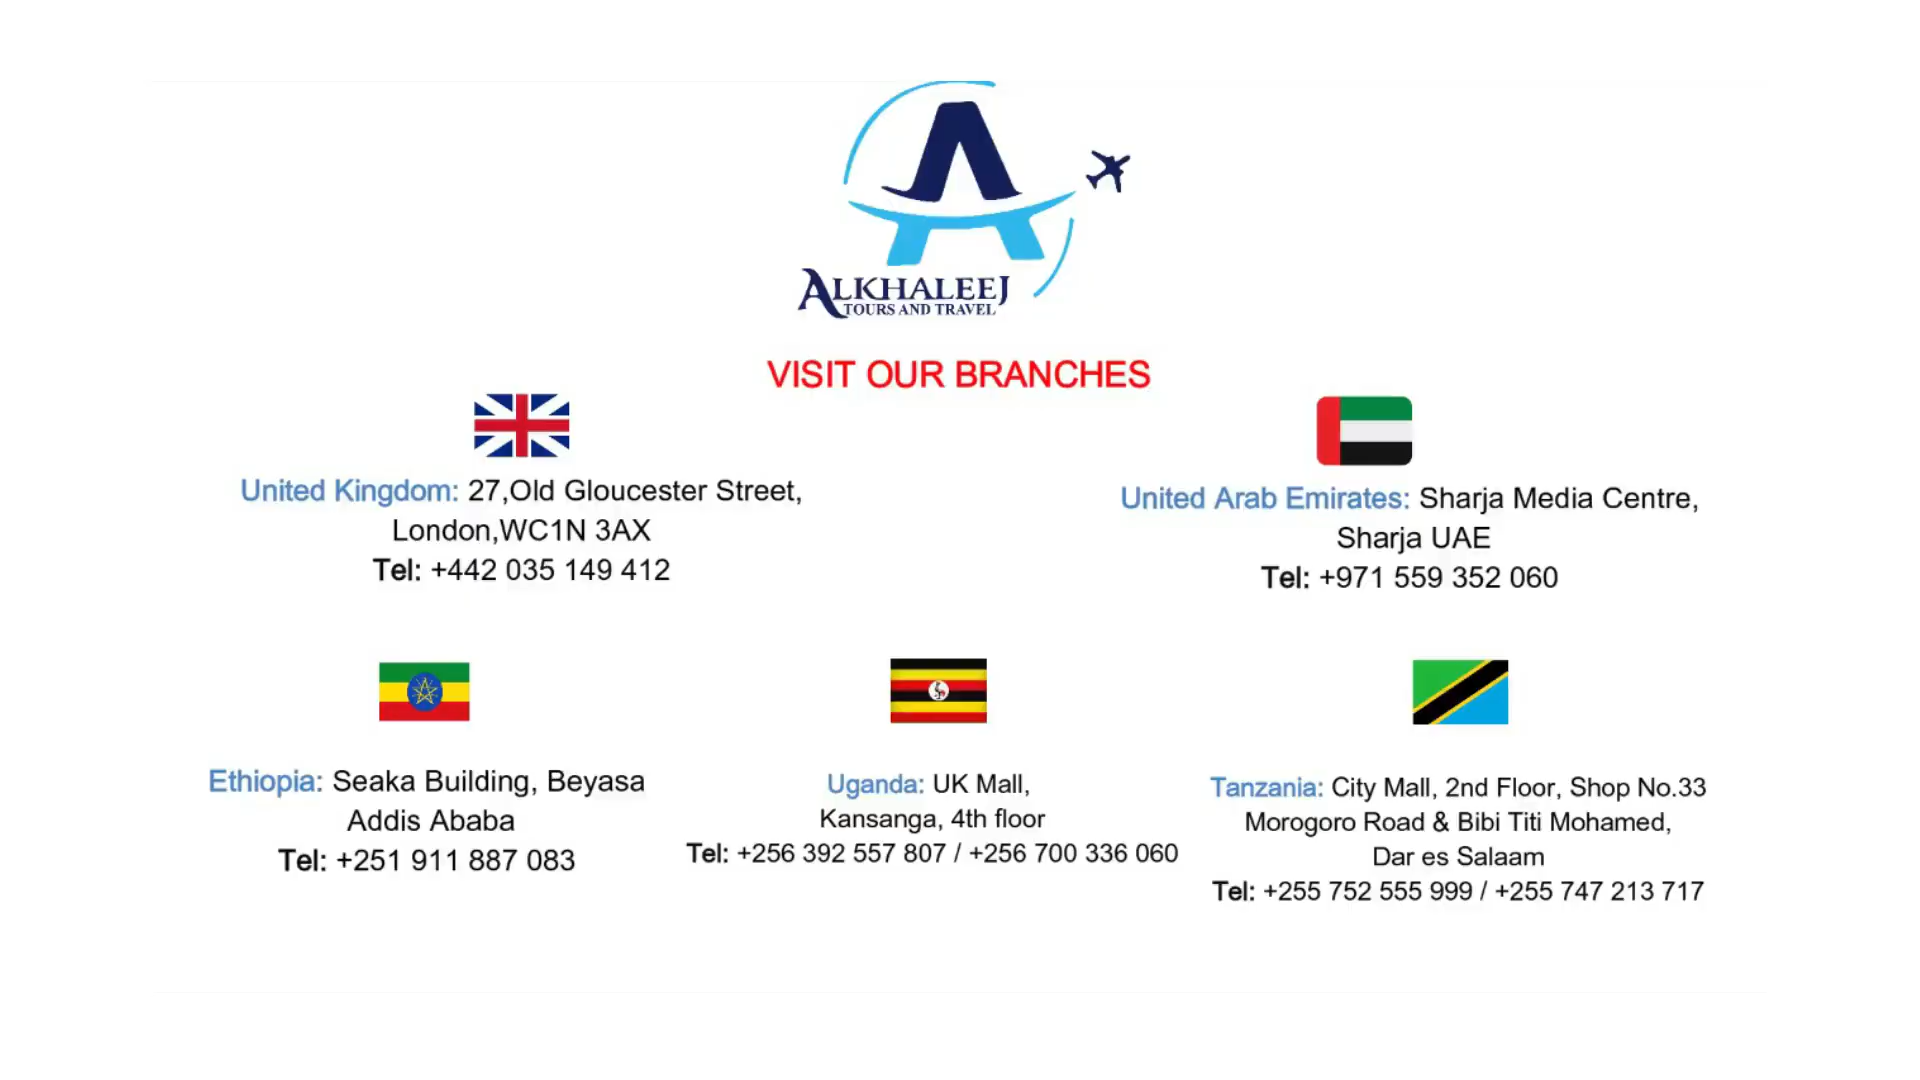 ALKHALEEJ
TOURS AND TRAVEL
VISIT OUR BRANCHES
United Kingdom: 27,Old Gloucester Street,
London,WC1N 3AX
Tel: +442 035 149 412
United Arab Emirates: Sharja Media Centre,
Sharja UAE
Tel: +971 559 352 060
Ethiopia: Seaka Building, Beyasa
Addis Ababa
Tel: +251 911 887 083
Uganda: UK Mall,
Kansanga, 4th floor
Tel: +256 392 557 807 / +256 700 336 060
Tanzania: City Mall, 2nd Floor, Shop No.33
Morogoro Road & Bibi Titi Mohamed,
Dar es Salaam
Tel: +255 752 555 999 / +255 747 213 717